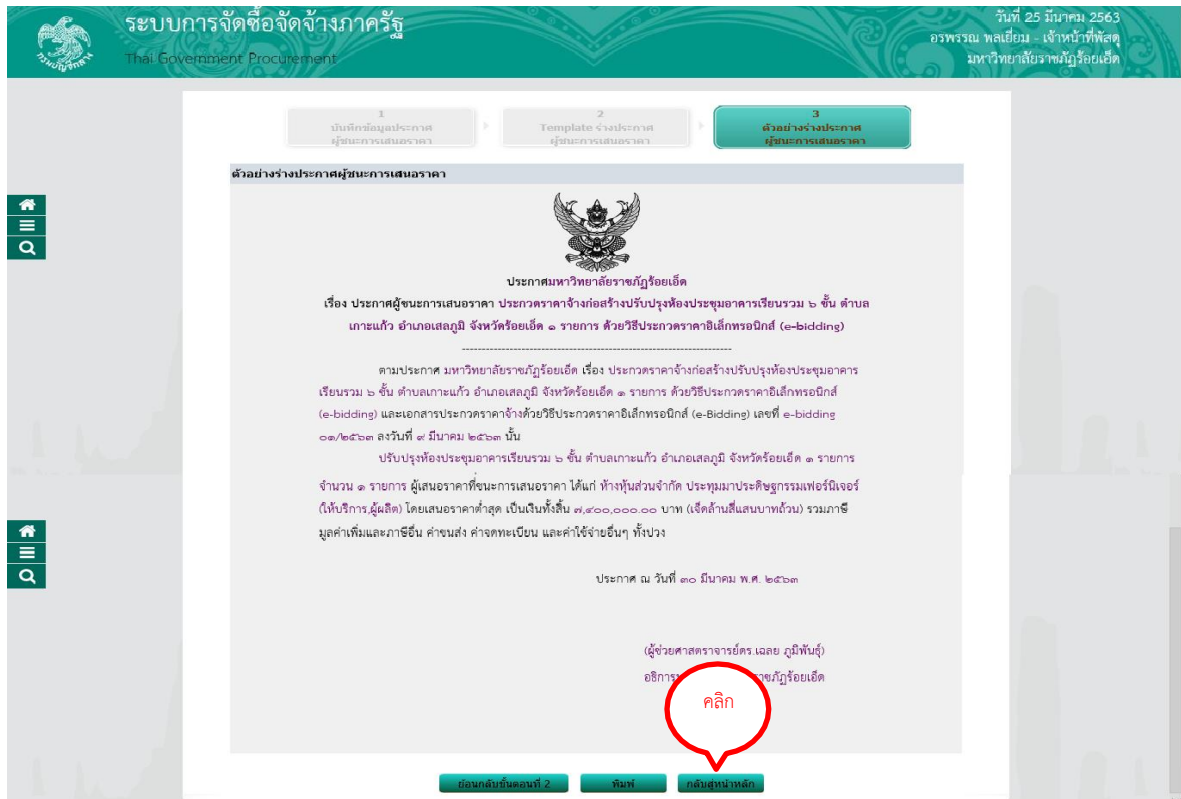 ระบบการจัดซื้อจัดจ้างภาครัฐ
Thai Government Procurement
วันที่ 25 มีนาคม 2563
อรพรรณ พลเยี่ยม - เจ้าหน้าที่พัสดุ
มหาวิทยาลัยราชภัฏร้อยเอ็ด
กรมบัญชีกลาง
1
บันทึกข้อมูลประกาศ
ผู้ชนะการเสนอราคา
2
Template ร่างประกาศ
ผู้ชนะการเสนอราคา
3
ตัวอย่างร่างประกาศ
ผู้ชนะการเสนอราคา
ตัวอย่างร่างประกาศผู้ชนะการเสนอราคา
ประกาศมหาวิทยาลัยราชภัฏร้อยเอ็ด
เรื่อง ประกาศผู้ชนะการเสนอราคา ประกวดราคาจ้างก่อสร้างปรับปรุงห้องประชุมอาคารเรียนรวม ๖ ชั้น ตำบล
เกาะแก้ว อำเภอเสลภูมิ จังหวัดร้อยเอ็ด ๑ รายการ ด้วยวิธีประกวดราคาอิเล็กทรอนิกส์ (e-bidding)
--------------------------------------------------------------------
ตามประกาศ มหาวิทยาลัยราชภัฏร้อยเอ็ด เรื่อง ประกวดราคาจ้างก่อสร้างปรับปรุงห้องประชุมอาคาร
เรียนรวม ๖ ชั้น ตำบลเกาะแก้ว อำเภอเสลภูมิ จังหวัดร้อยเอ็ด ๑ รายการ ด้วยวิธีประกวดราคาอิเล็กทรอนิกส์
(e-bidding) และเอกสารประกวดราคาจ้างด้วยวิธีประกวดราคาอิเล็กทรอนิกส์ (e-Bidding) เลขที่ e-bidding
๐๑/๒๕๖๓ ลงวันที่ ๙ มีนาคม ๒๕๖๓ นั้น
ปรับปรุงห้องประชุมอาคารเรียนรวม ๖ ชั้น ตำบลเกาะแก้ว อำเภอเสลภูมิ จังหวัดร้อยเอ็ด ๑ รายการ
จำนวน ๑ รายการ ผู้เสนอราคาที่ชนะการเสนอราคา ได้แก่ ห้างหุ้นส่วนจำกัด ประทุมมาประดิษฐกรรมเฟอร์นิเจอร์
(ให้บริการ,ผู้ผลิต) โดยเสนอราคาต่ำสุด เป็นเงินทั้งสิ้น ๗,๔๐๐,๐๐๐.๐๐ บาท (เจ็ดล้านสี่แสนบาทถ้วน) รวมภาษี
มูลค่าเพิ่มและภาษีอื่น ค่าขนส่ง ค่าจดทะเบียน และค่าใช้จ่ายอื่นๆ ทั้งปวง
ประกาศ ณ วันที่ ๓๐ มีนาคม พ.ศ. ๒๕๖๓
(ผู้ช่วยศาสตราจารย์ดร.เฉลย ภูมิพันธุ์)
อธิการ ราชภัฏร้อยเอ็ด
คลิก
ย้อนกลับขั้นตอนที่ 2
พิมพ์
กลับสู่หน้าหลัก